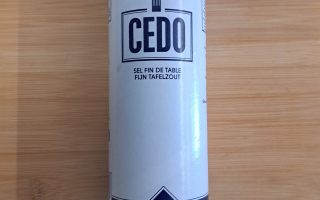 CEDO
SEL FIN DE TABLE
FIJN TAFELZOUT